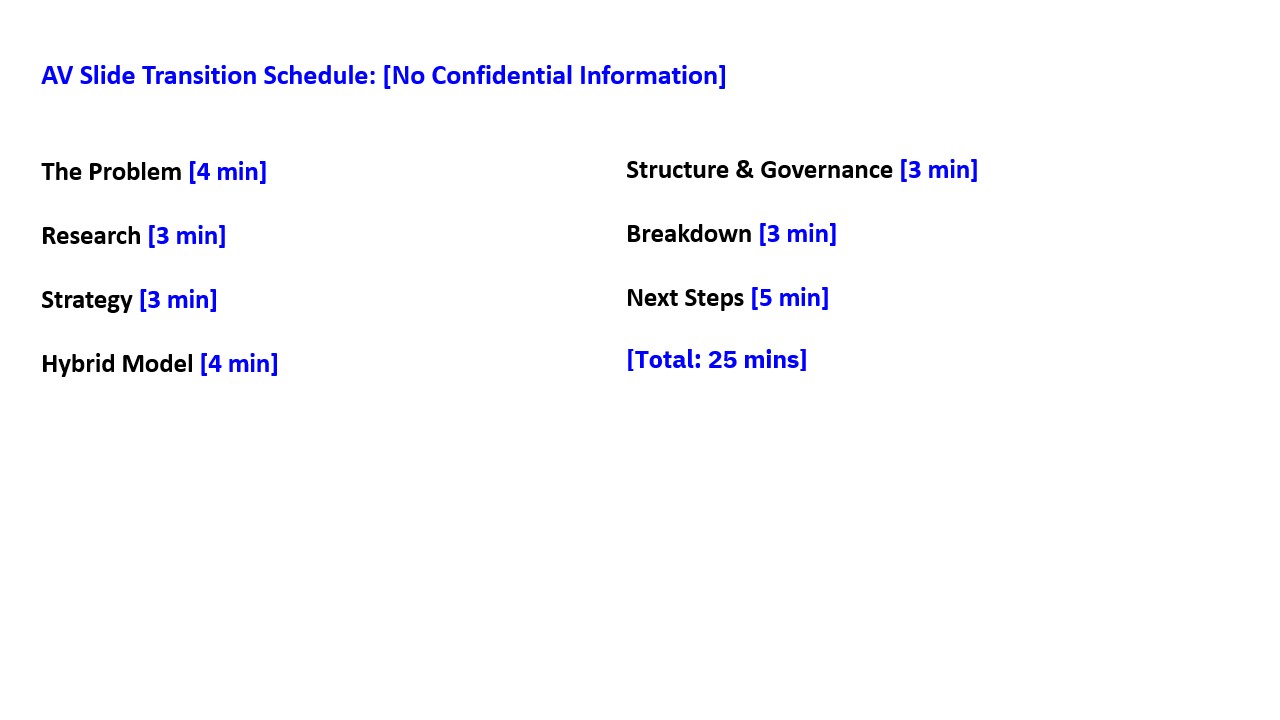 AV Slide Transition Schedule: [No Confidential Information]
The Problem [4 min]
Research [3 min]
Strategy [3 min]
Hybrid Model [4 min]
Structure & Governance [3 min]
Breakdown [3 min]
Next Steps [5 min]
[Total: 25 mins]